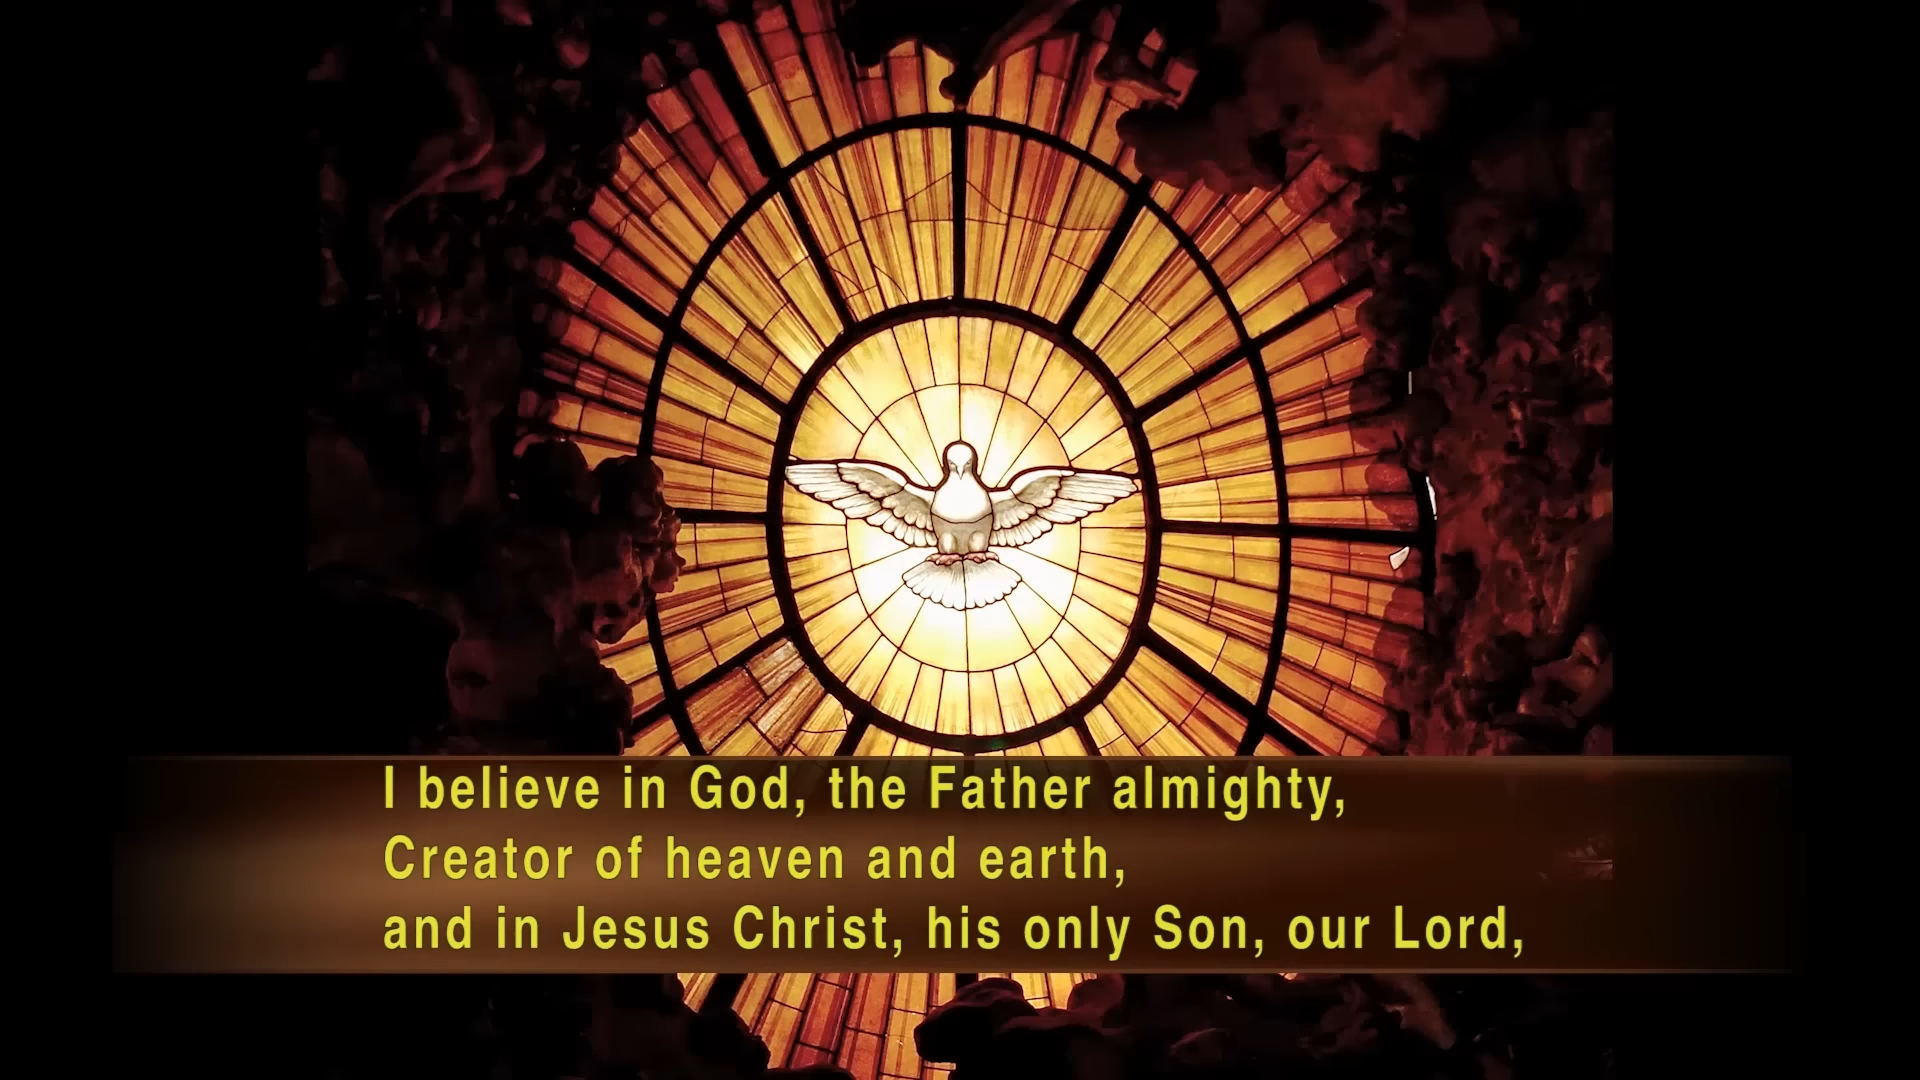 I believe in God, the Father almighty,
Creator of heaven and earth,
and in Jesus Christ, his only Son, our Lord,